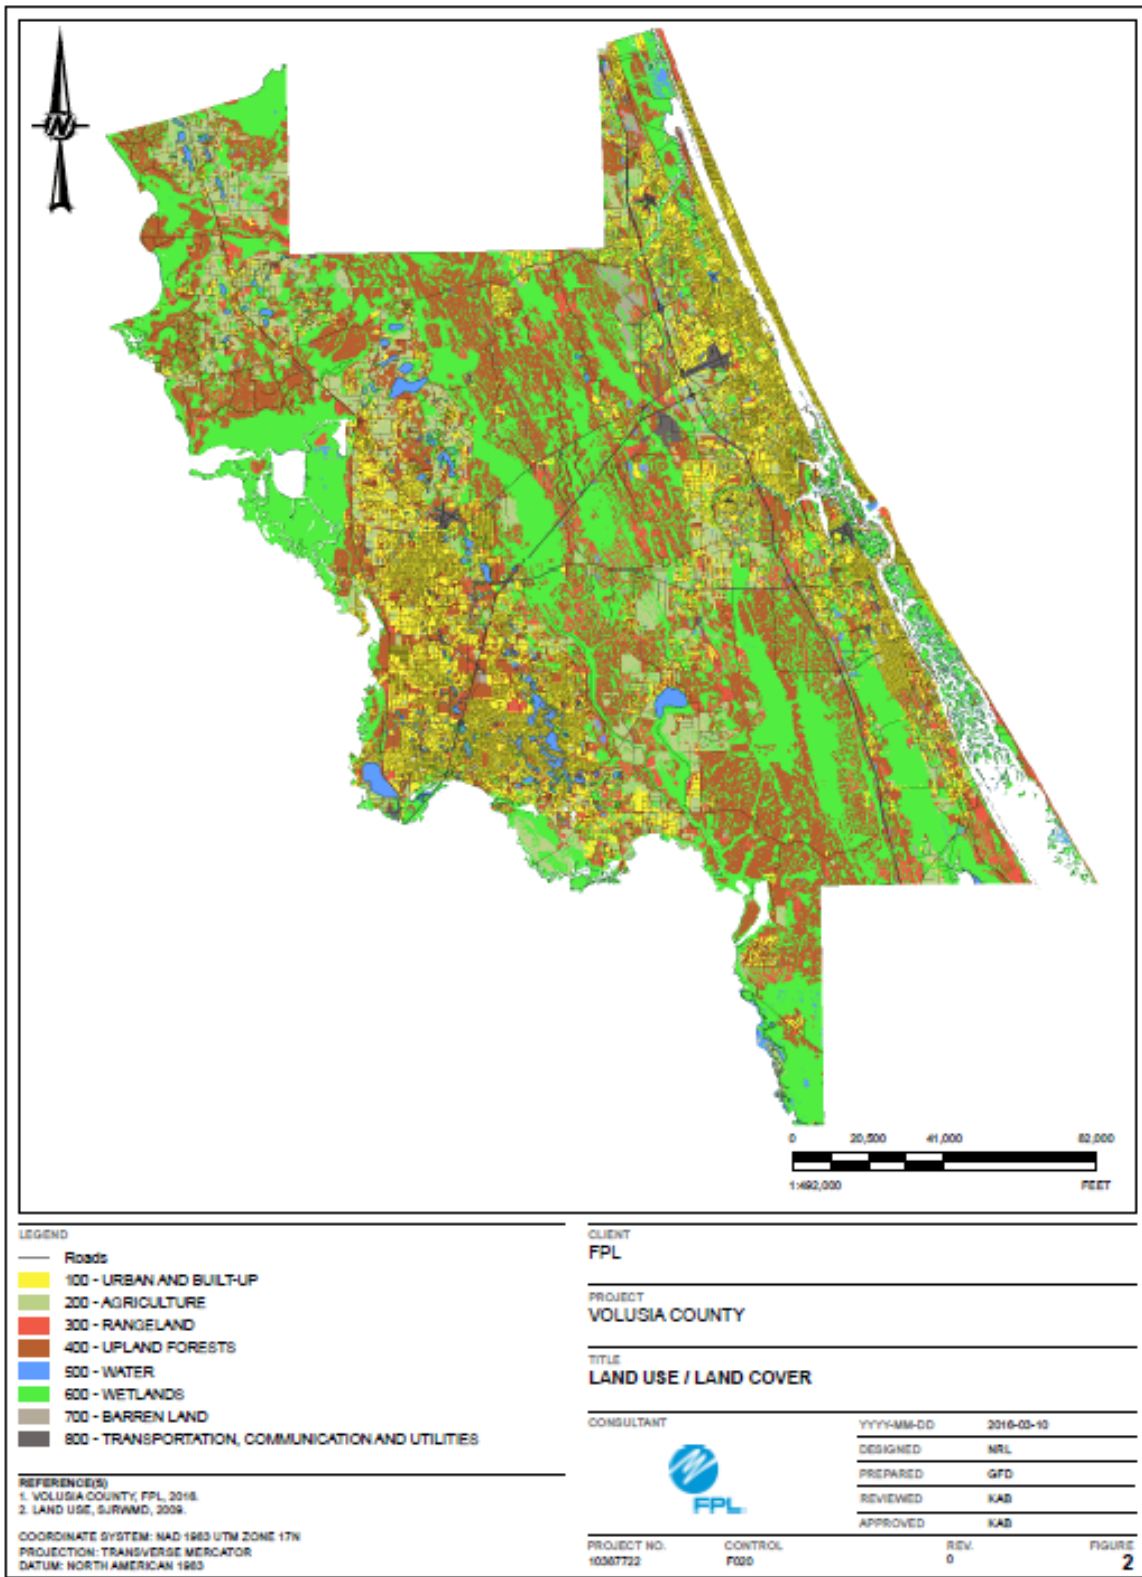 N
0 20,500 41,000 82,000
1:492,000 FEET
LEGEND
Roads
100 - URBAN AND BUILT-UP
200 - AGRICULTURE
300 - RANGELAND
400 - UPLAND FORESTS
500 - WATER
600 - WETLANDS
700 - BARREN LAND
800 - TRANSPORTATION, COMMUNICATION AND UTILITIES
REFERENCE(S)
1. VOLUSIA COUNTY, FPL, 2016.
2. LAND USE, SJRWMD, 2009.
COORDINATE SYSTEM: NAD 1983 UTM ZONE 17N
PROJECTION: TRANSVERSE MERCATOR
DATUM: NORTH AMERICAN 1983
CLIENT
FPL
PROJECT
VOLUSIA COUNTY
TITLE
LAND USE / LAND COVER
CONSULTANT
FPL
YYYY-MM-DD 2016-03-10
DESIGNED NRL
PREPARED GFD
REVIEWED KAB
APPROVED KAB
PROJECT NO. CONTROL REV. FIGURE
10387722 F020 0 2